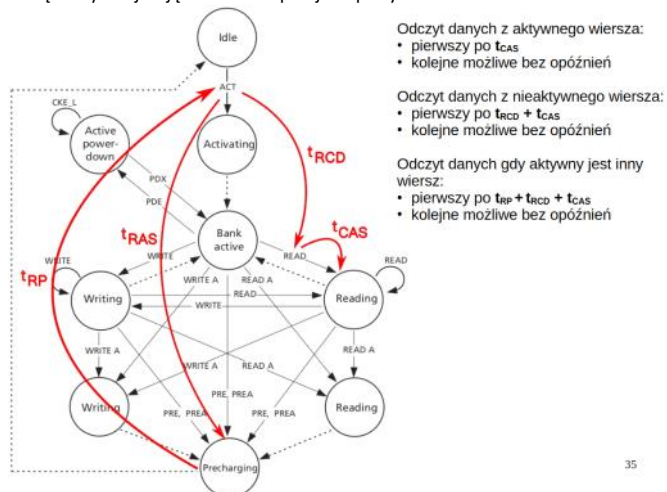 Idle
ACT
CKE_L
Active
power-
down
Activating
PDX
PDE
tRCD
tRAS
Bank
active
tCAS
tRP
WRITE
WRITE
READ
READ
WRITE A
READ A
Writing
READ
WRITE
Reading
WRITE A
WRITE A
READ A
READ A
Writing
PRE, PREA
PRE, PREA
PRE, PREA
Reading
Precharging
Odczyt danych z aktywnego wiersza:
• pierwszy po tCAS
• kolejne możliwe bez opóźnień
Odczyt danych z nieaktywnego wiersza:
• pierwszy po tRCD + tCAS
• kolejne możliwe bez opóźnień
Odczyt danych gdy aktywny jest inny
wiersz:
• pierwszy po tRP + tRCD + tCAS
• kolejne możliwe bez opóźnień
35